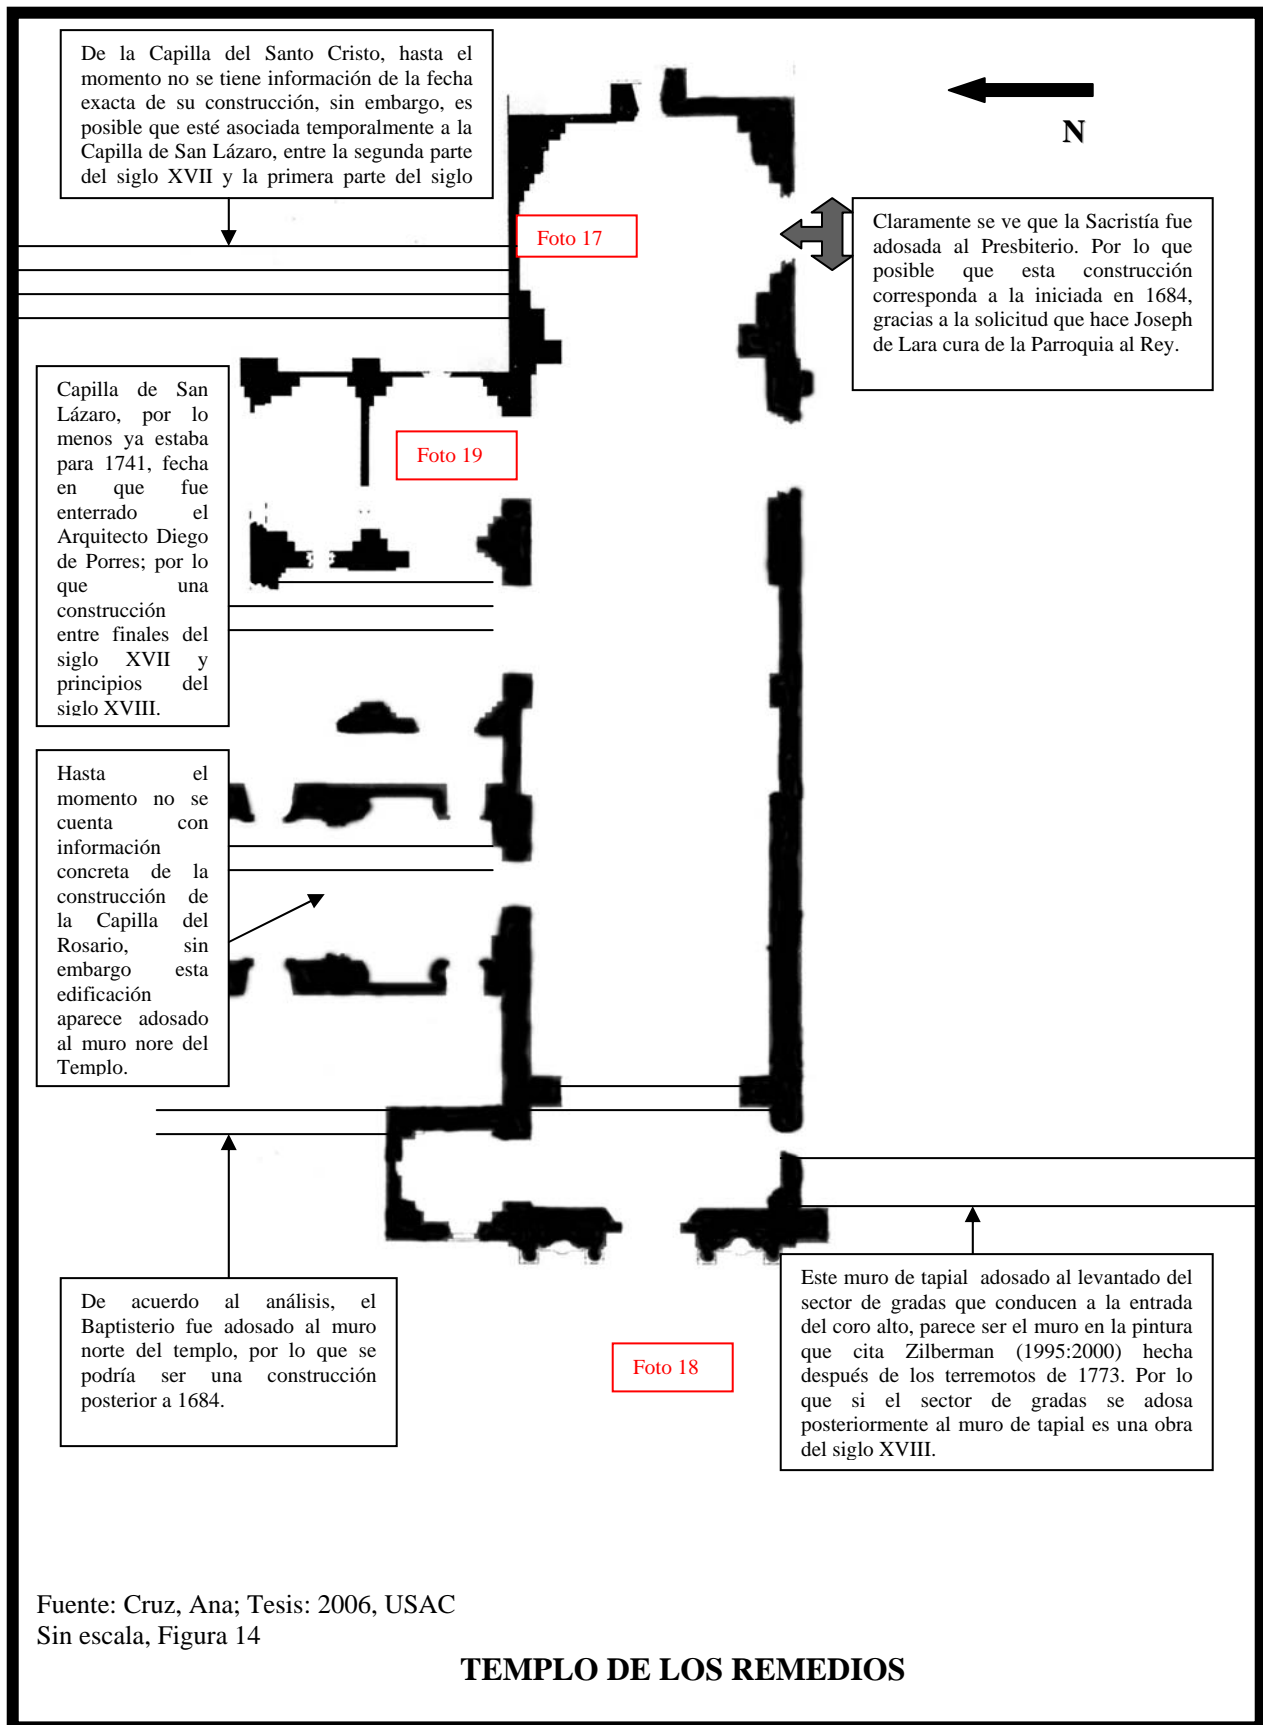 De la Capilla del Santo Cristo, hasta el
momento no se tiene información de la fecha
exacta de su construcción, sin embargo, es
posible que esté asociada temporalmente a la
Capilla de San Lázaro, entre la segunda parte
del siglo XVII y la primera parte del siglo
N
Foto 17
Claramente se ve que la Sacristía fue
adosada al Presbiterio. Por lo que
posible que esta construcción
corresponda a la iniciada en 1684,
gracias a la solicitud que hace Joseph
de Lara cura de la Parroquia al Rey.
Capilla de San
Lázaro, por lo
menos ya estaba
para 1741, fecha
en que fue
enterrado el
Arquitecto Diego
de Porres; por lo
que una
construcción
entre finales del
siglo XVII y
principios del
siglo XVIII.
Foto 19
Hasta el
momento no se
cuenta con
información
concreta de la
construcción de
la Capilla del
Rosario, sin
embargo esta
edificación
aparece adosado
al muro nore del
Templo.
De acuerdo al análisis, el
Baptisterio fue adosado al muro
norte del templo, por lo que se
podría ser una construcción
posterior a 1684.
Foto 18
Este muro de tapial adosado al levantado del
sector de gradas que conducen a la entrada
del coro alto, parece ser el muro en la pintura
que cita Zilberman (1995:2000) hecha
después de los terremotos de 1773. Por lo
que si el sector de gradas se adosa
posteriormente al muro de tapial es una obra
del siglo XVIII.
Fuente: Cruz, Ana; Tesis: 2006, USAC
Sin escala, Figura 14
TEMPLO DE LOS REMEDIOS